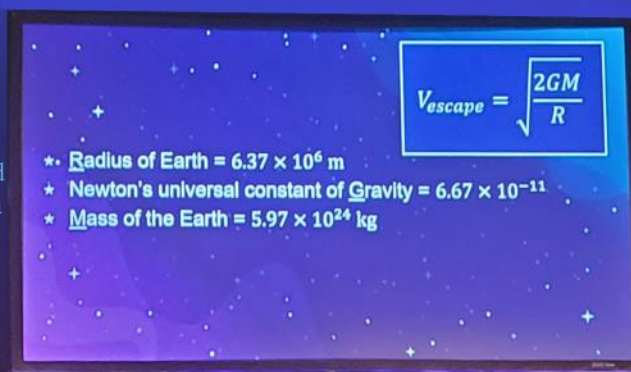 V_escape = √(2GM/R)
Radius of Earth = 6.37 × 10⁶ m
Newton's universal constant of Gravity = 6.67 × 10⁻¹¹
Mass of the Earth = 5.97 × 10²⁴ kg